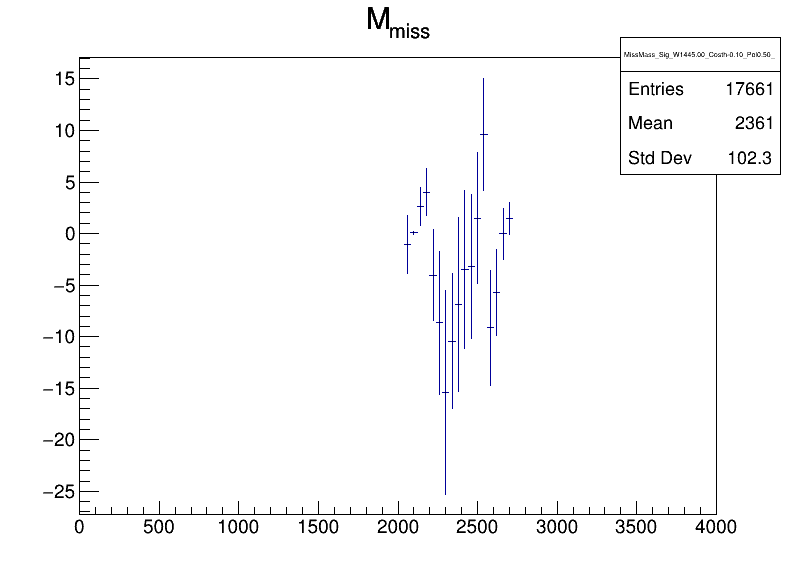 M miss
MissMass_Sig_W1445.00_Costh-0.10_Pol0.50_
Entries 17661
Mean 2361
Std Dev 102.3
15
10
5
0
−5
−10
−15
−20
−25
0 500 1000 1500 2000 2500 3000 3500 4000